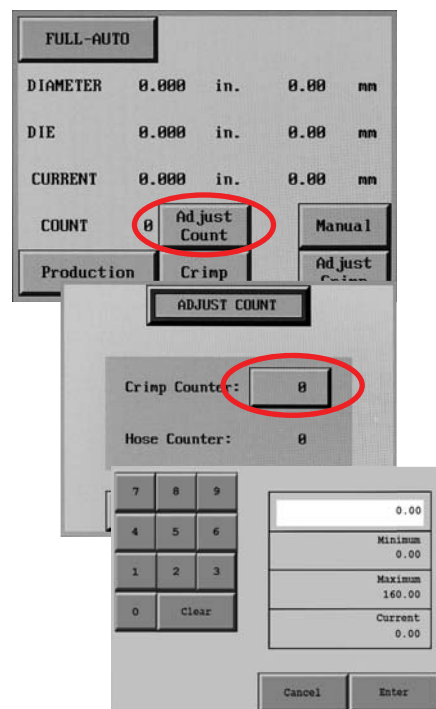 FULL-AUTO
DIAMETER 0.000 in. 0.00 mm
DIE 0.000 in. 0.00 mm
CURRENT 0.000 in. 0.00 mm
COUNT 0 Adjust Count Manual
Production Crimp Adjust
ADJUST COUNT
Crimp Counter: 0
Hose Counter: 0
7 8 9
4 5 6
1 2 3
0 Clear
0.00
Minimum
0.00
Maximum
160.00
Current
0.00
Cancel Enter